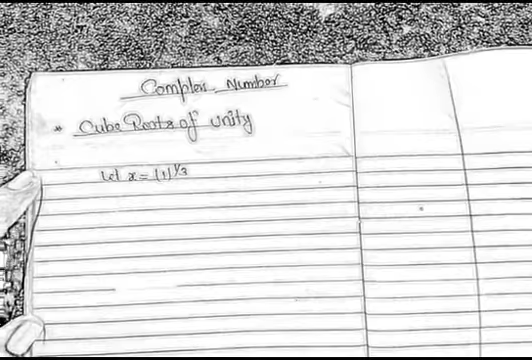 Complex Number
* Cube Roots of unity
Let x = (1)^1/3